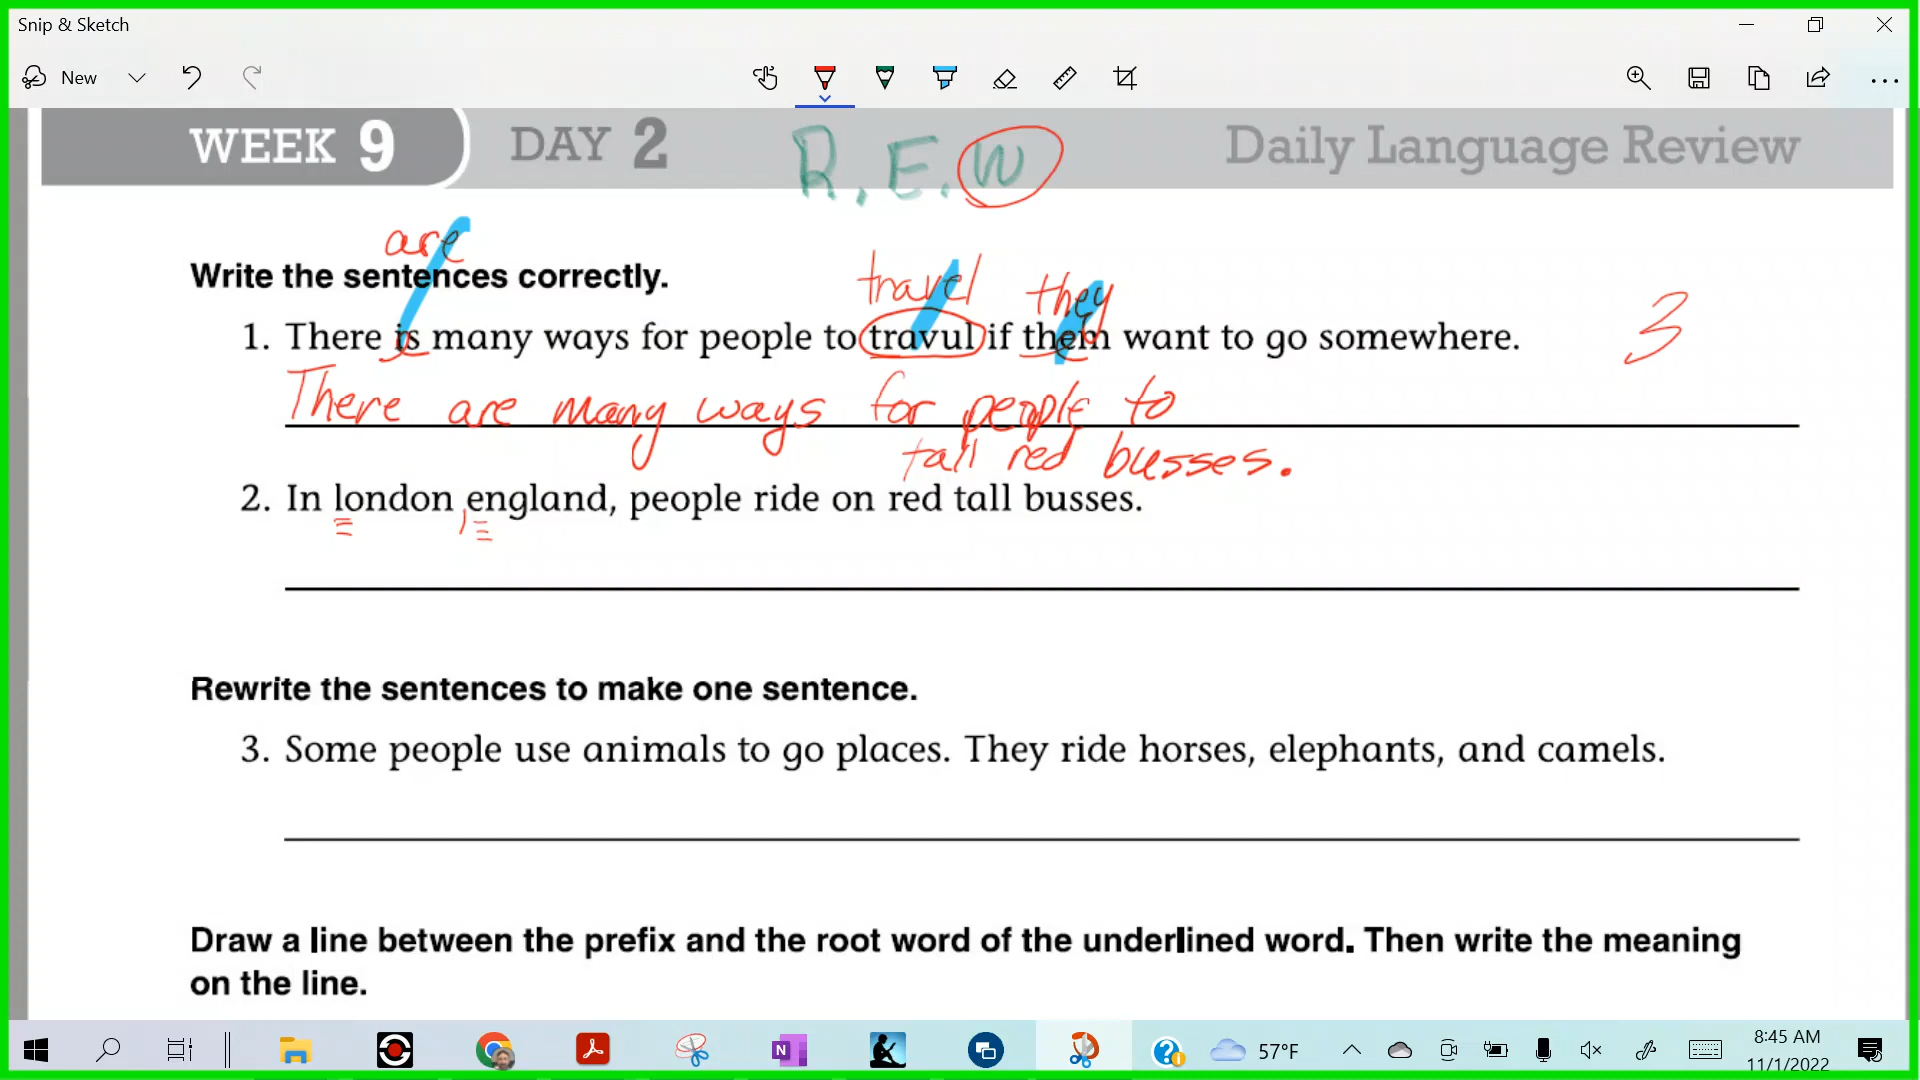 Snip & Sketch
New
WEEK 9 DAY 2 R.E.W Daily Language Review
are
Write the sentences correctly.
travel they
1. There is many ways for people to travul if them want to go somewhere. 3
There are many ways for people to
tall red busses.
2. In london , england, people ride on red tall busses.
Rewrite the sentences to make one sentence.
3. Some people use animals to go places. They ride horses, elephants, and camels.
Draw a line between the prefix and the root word of the underlined word. Then write the meaning
on the line.
57°F
8:45 AM
11/1/2022